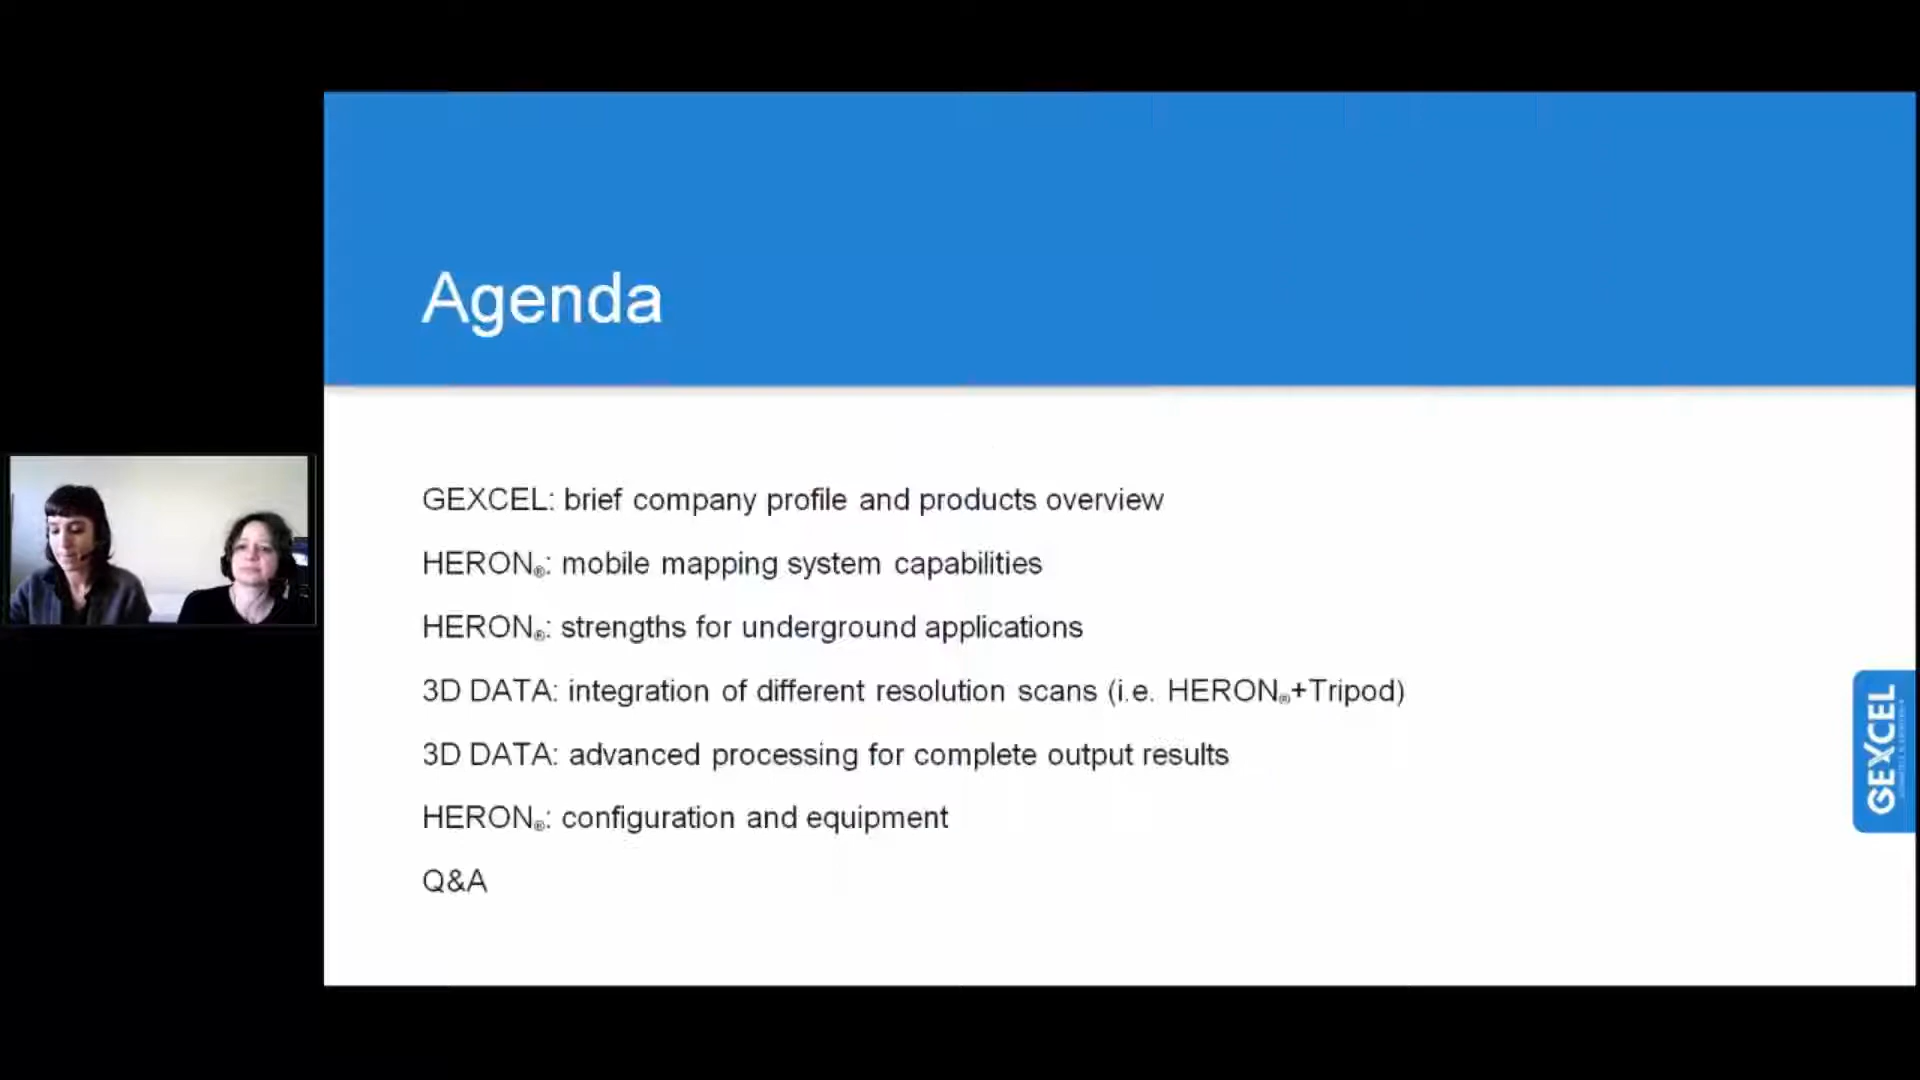 Agenda
GEXCEL: brief company profile and products overview
HERON®: mobile mapping system capabilities
HERON®: strengths for underground applications
3D DATA: integration of different resolution scans (i.e. HERON®+Tripod)
3D DATA: advanced processing for complete output results
HERON®: configuration and equipment
Q&A
GEXCEL